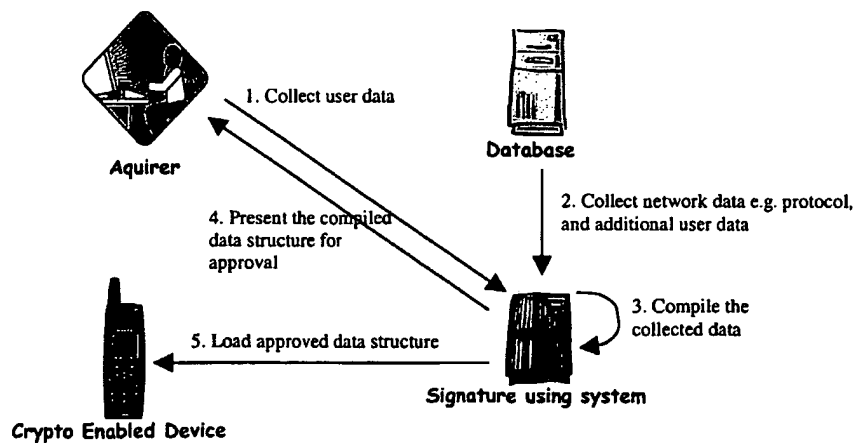 1. Collect user data
Aquirer
Database
2. Collect network data e.g. protocol,
and additional user data
4. Present the compiled
data structure for
approval
3. Compile the
collected data
5. Load approved data structure
Signature using system
Crypto Enabled Device